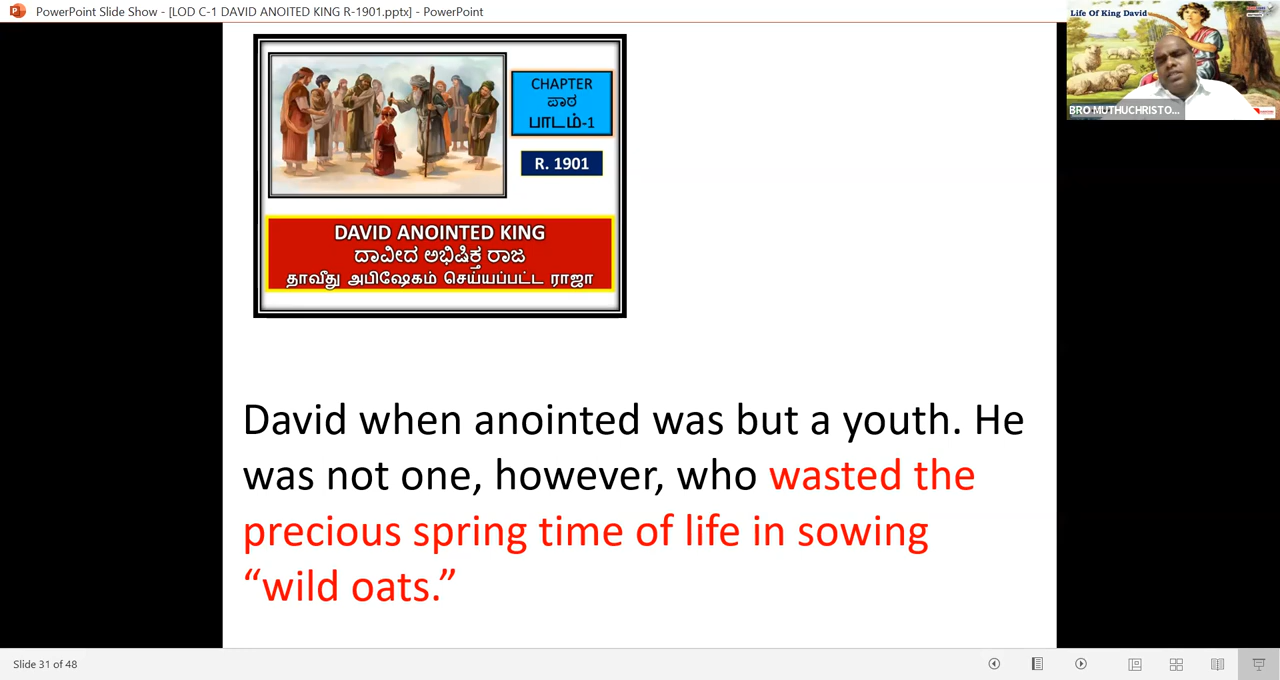 PowerPoint Slide Show - [LOD C-1 DAVID ANOITED KING R-1901.pptx] - PowerPoint
Life Of King David
BRO MUTHUCHRISTO...
CHAPTER
ಪಾಠ
பாடம்-1
R. 1901
DAVID ANOINTED KING
ದಾವೀದ ಅಭಿಷಿಕ್ತ ರಾಜ
தாவீது அபிஷேகம் செய்யப்பட்ட ராஜா
David when anointed was but a youth. He
was not one, however, who wasted the
precious spring time of life in sowing
“wild oats.”
Slide 31 of 48